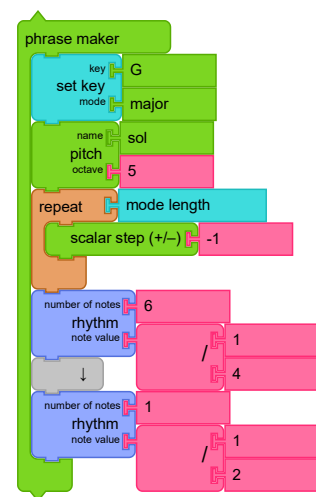 phrase maker
key G
set key
mode major
name sol
pitch
octave 5
repeat mode length
scalar step (+/–) -1
number of notes 6
rhythm 1
note value /
4
↓
number of notes 1
rhythm 1
note value /
2